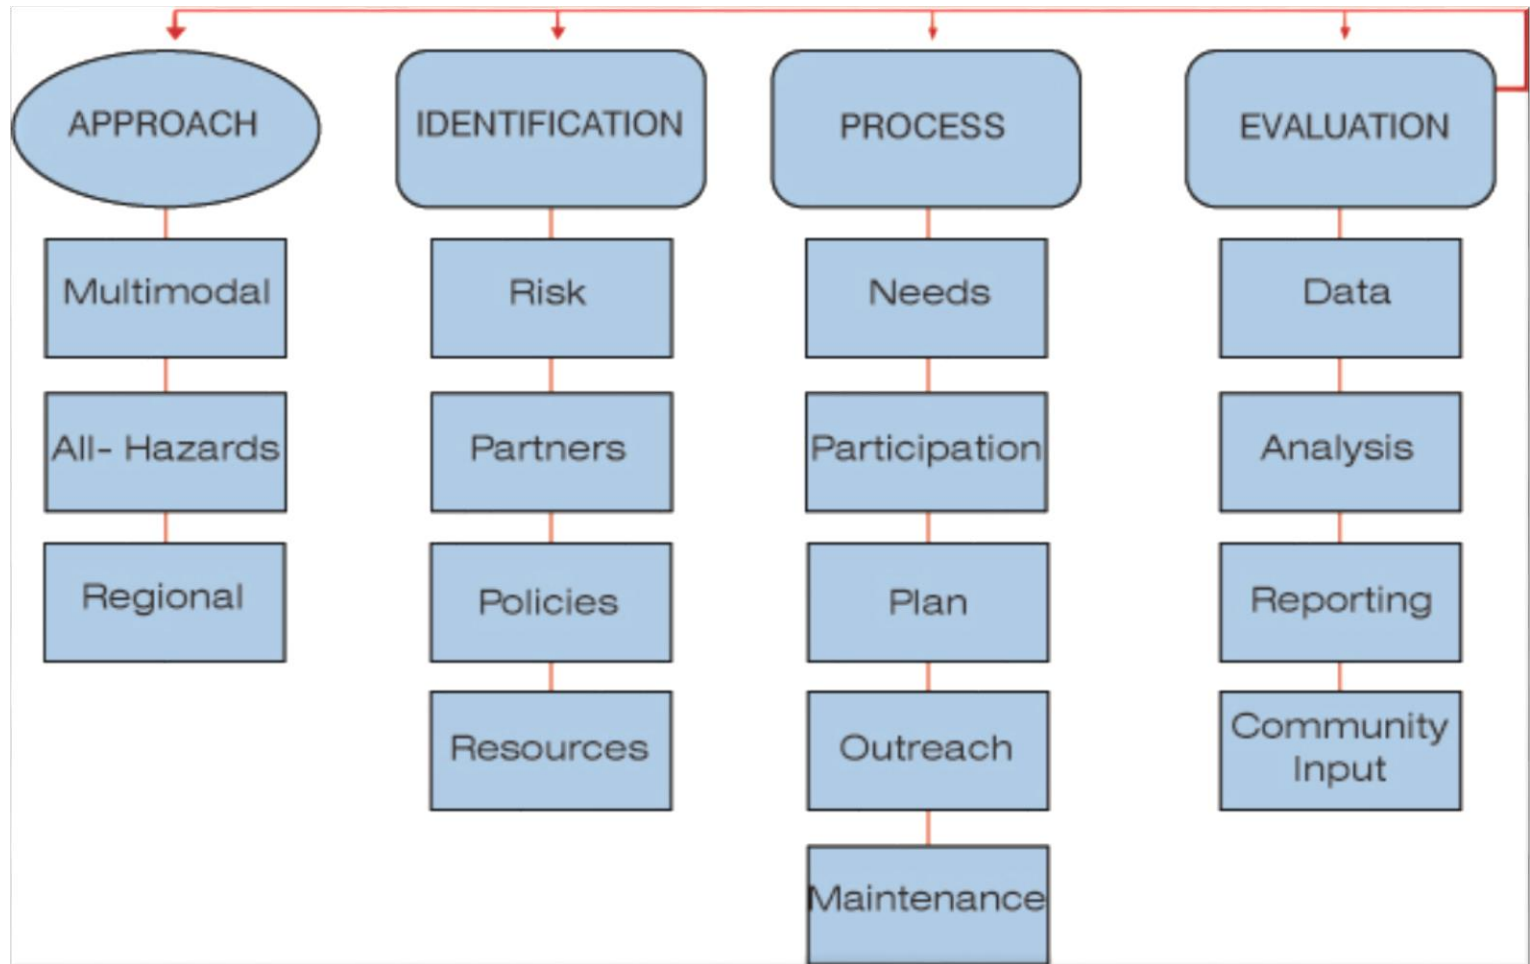 APPROACH
IDENTIFICATION
PROCESS
EVALUATION
Multimodal
All- Hazards
Regional
Risk
Partners
Policies
Resources
Needs
Participation
Plan
Outreach
Maintenance
Data
Analysis
Reporting
Community
Input